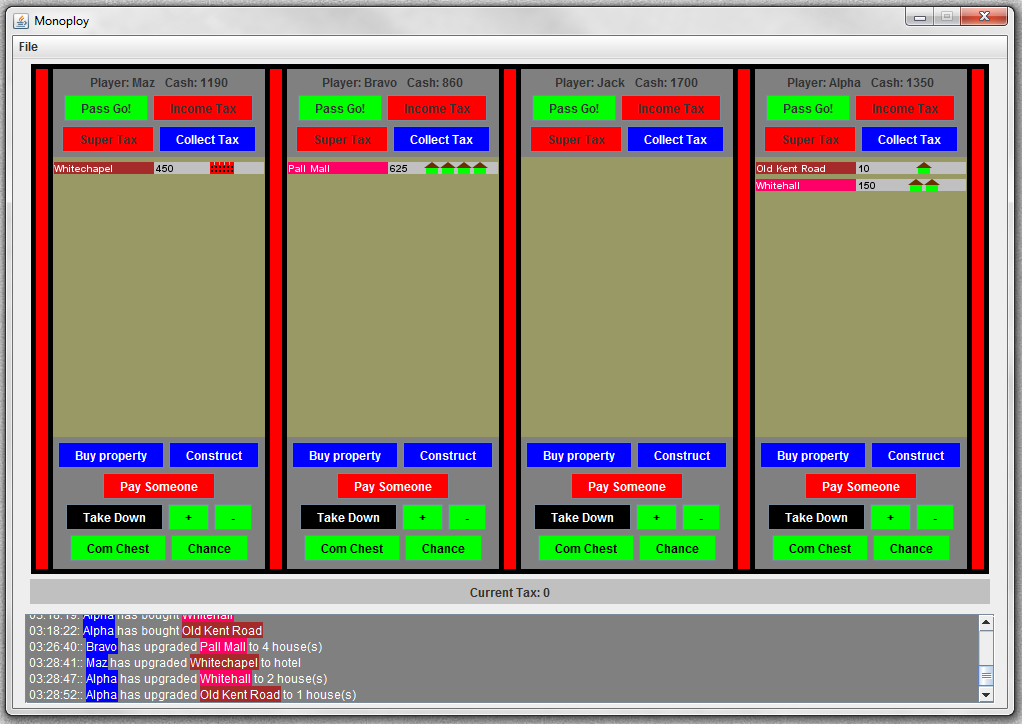 Monoploy
File
Player: Maz Cash: 1190
Pass Go! Income Tax
Super Tax Collect Tax
Whitechapel 450
Buy property Construct
Pay Someone
Take Down + -
Com Chest Chance
Player: Bravo Cash: 860
Pass Go! Income Tax
Super Tax Collect Tax
Pall Mall 625
Buy property Construct
Pay Someone
Take Down + -
Com Chest Chance
Player: Jack Cash: 1700
Pass Go! Income Tax
Super Tax Collect Tax
Buy property Construct
Pay Someone
Take Down + -
Com Chest Chance
Player: Alpha Cash: 1350
Pass Go! Income Tax
Super Tax Collect Tax
Old Kent Road 10
Whitehall 150
Buy property Construct
Pay Someone
Take Down + -
Com Chest Chance
Current Tax: 0
03:18:19: Alpha has bought Whitehall
03:18:22: Alpha has bought Old Kent Road
03:26:40:: Bravo has upgraded Pall Mall to 4 house(s)
03:28:41:: Maz has upgraded Whitechapel to hotel
03:28:47:: Alpha has upgraded Whitehall to 2 house(s)
03:28:52:: Alpha has upgraded Old Kent Road to 1 house(s)